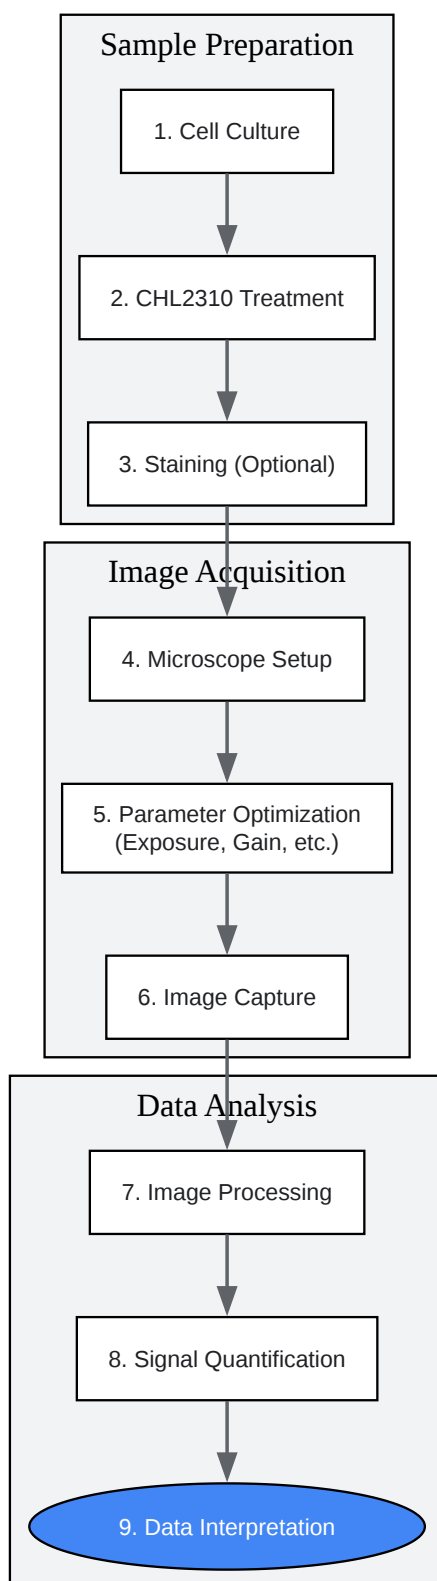 Sample Preparation
1. Cell Culture
2. CHL2310 Treatment
3. Staining (Optional)
Image Acquisition
4. Microscope Setup
5. Parameter Optimization
(Exposure, Gain, etc.)
6. Image Capture
Data Analysis
7. Image Processing
8. Signal Quantification
9. Data Interpretation